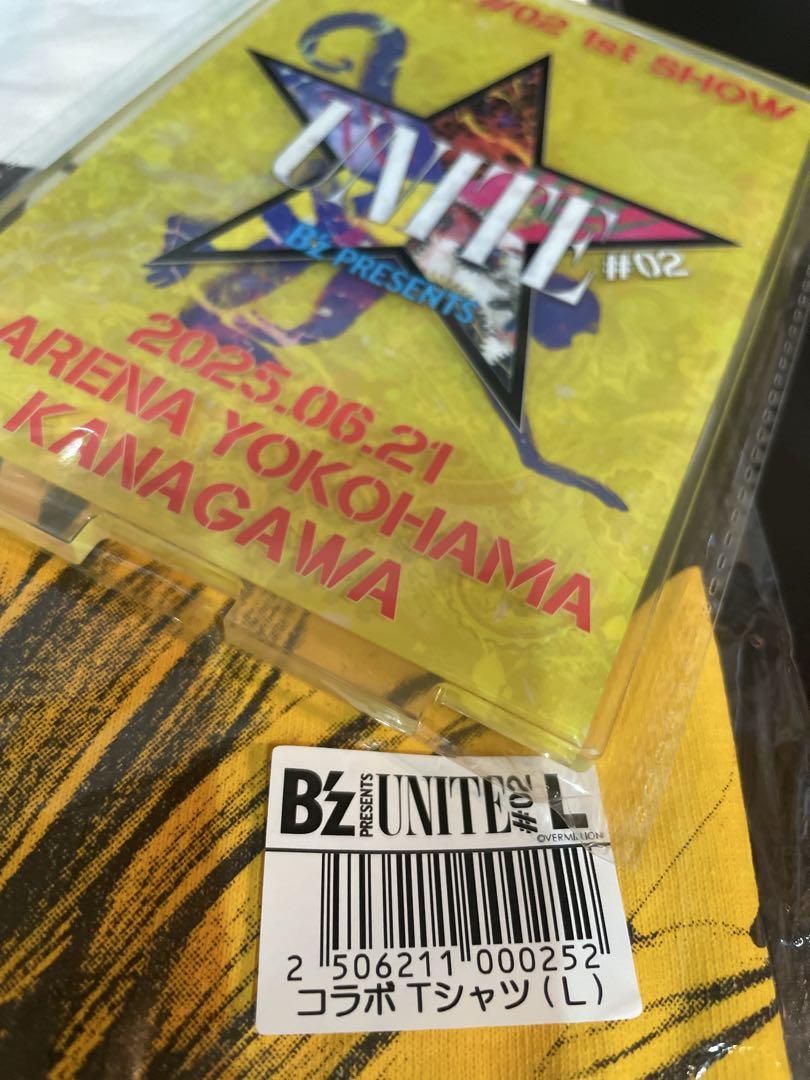 #02 1st SHOW
UNITE
#02
B'z PRESENTS
2025.06.21
ARENA YOKOHAMA
KANAGAWA
B'z PRESENTS UNITE #02 L
©VERMILLION
2 506211 000252
コラボTシャツ(L)